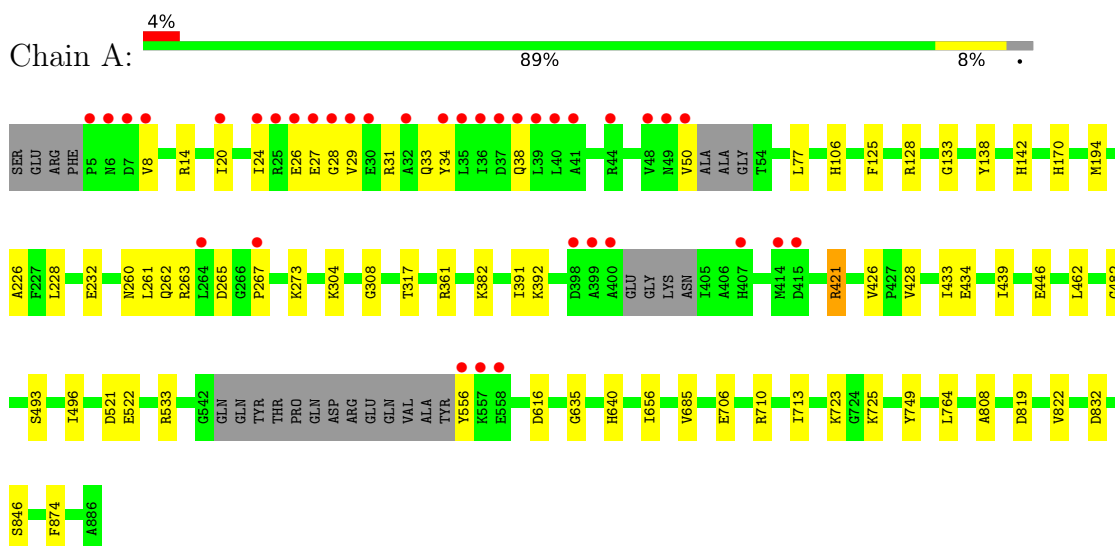 4%
Chain A:
89% 8% •
SER GLU ARG PHE P5 N6 D7 V8 R14 I20 I24 R25 E26 E27 G28 V29 E30 R31 A32 Q33 Y34 L35 I36 D37 Q38 L39 L40 A41 R44 V48 N49 V50 ALA ALA GLY T54 L77 H106 F125 R128 G133 Y138 H142 H170 M194
A226 F227 L228 E232 N260 L261 Q262 R263 L264 D265 G266 P267 K273 K304 G308 T317 R361 K382 I391 K392 D398 A399 A400 GLU GLY LYS ASN I405 A406 H407 M414 D415 R421 V426 P427 V428 I433 E434 I439 E446 L462
S493 I496 D521 E522 R533 G542 GLN GLN TYR THR PRO GLN ASP ARG GLU GLN VAL ALA TYR Y556 K557 E558 D616 G635 H640 I656 V685 E706 R710 I713 K723 G724 K725 Y749 L764 A808 D819 V822 D832
S846 F874 A886